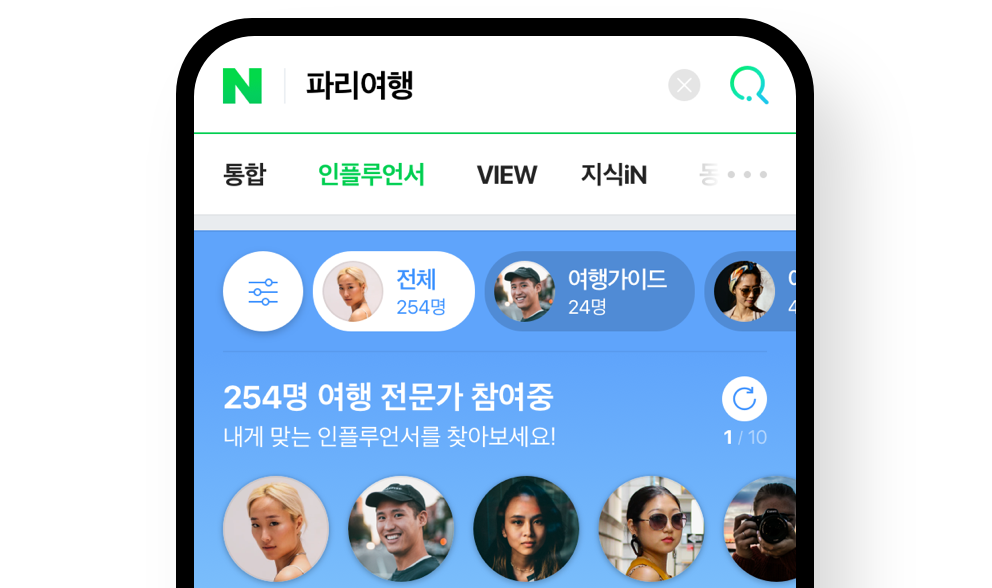 N 파리여행
통합 인플루언서 VIEW 지식iN 동
전체 여행가이드
254명 24명
254명 여행 전문가 참여중
내게 맞는 인플루언서를 찾아보세요!
1 / 10